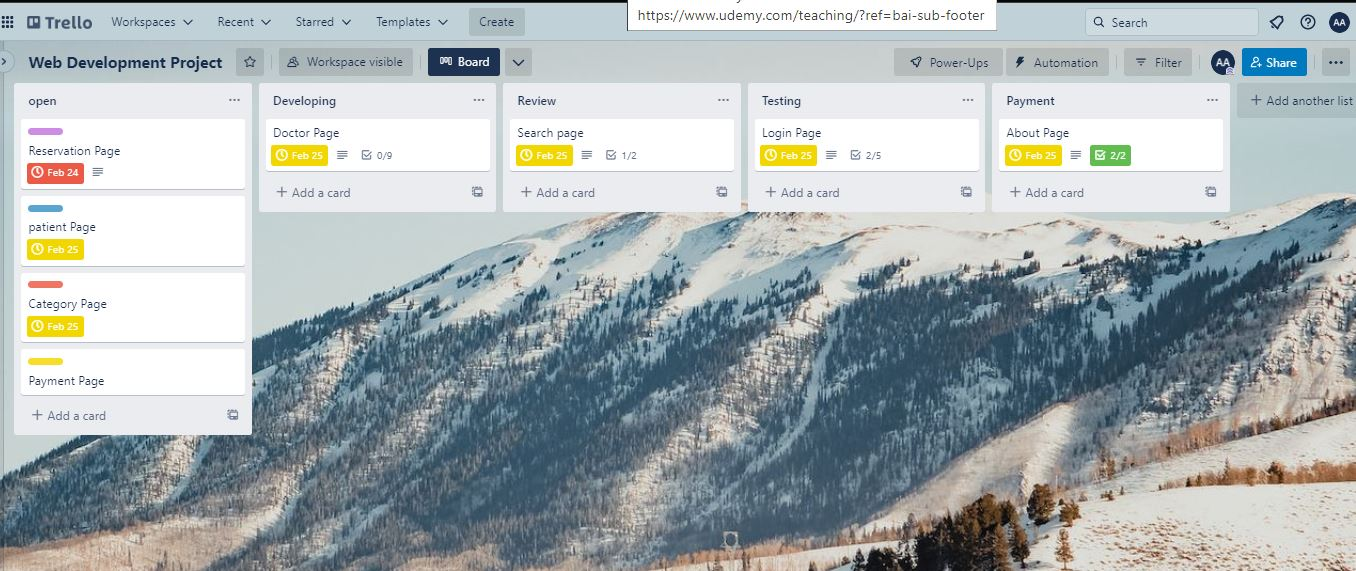 https://www.udemy.com/teaching/?ref=bai-sub-footer
Trello Workspaces Recent Starred Templates Create Search AA
Web Development Project Workspace visible Board Power-Ups Automation Filter AA Share
open
Reservation Page
Feb 24
patient Page
Feb 25
Category Page
Feb 25
Payment Page
+ Add a card
Developing
Doctor Page
Feb 25 0/9
+ Add a card
Review
Search page
Feb 25 1/2
+ Add a card
Testing
Login Page
Feb 25 2/5
+ Add a card
Payment
About Page
Feb 25 2/2
+ Add a card
+ Add another list